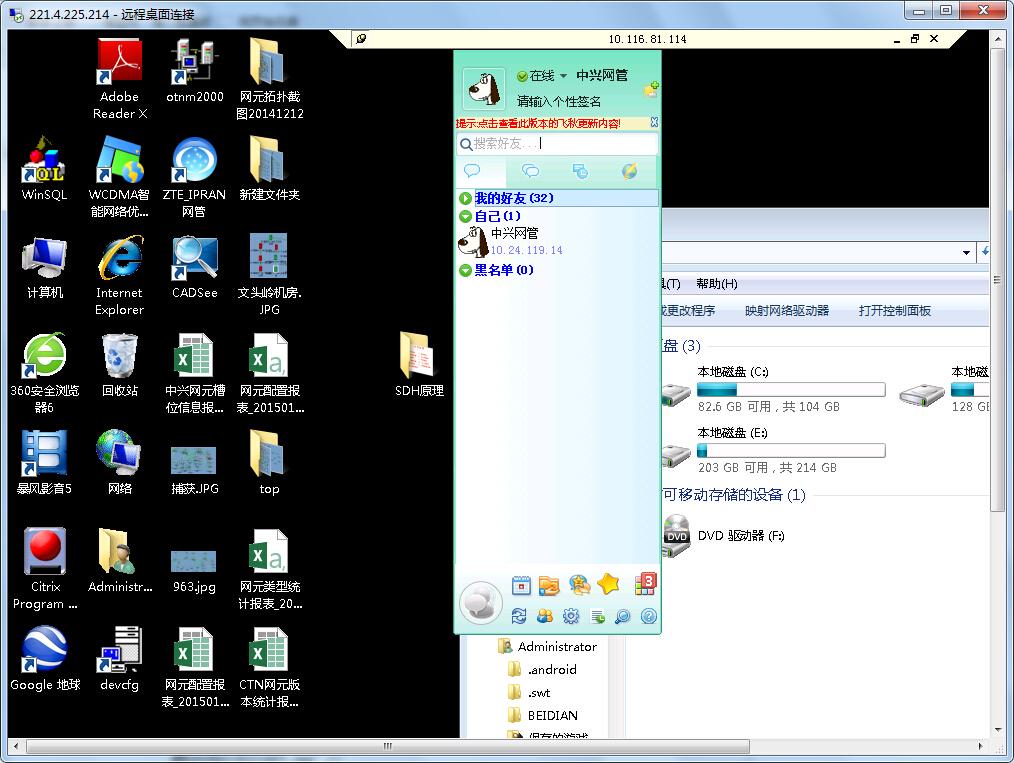 221.4.225.214 - 远程桌面连接
10.116.81.114
Adobe
Reader X
otnm2000
网元拓扑截
图20141212
WinSQL
WCDMA智
能网络优...
ZTE_IPRAN
网管
新建文件夹
计算机
Internet
Explorer
CADSee
文头岭机房.
JPG
360安全浏览
器6
回收站
中兴网元槽
位信息报...
网元配置报
表_201501...
SDH原理
暴风影音5
网络
捕获.JPG
top
Citrix
Program ...
Administr...
963.jpg
网元类型统
计报表_20...
Google 地球
devcfg
网元配置报
表_201501...
CTN网元版
本统计报...
在线
中兴网管
请输入个性签名
提示:点击查看此版本的飞秋更新内容!
搜索好友...
我的好友(32)
自己(1)
中兴网管
10.24.119.14
黑名单(0)
3
(T)
帮助(H)
更改程序
映射网络驱动器
打开控制面板
盘 (3)
本地磁盘 (C:)
82.6 GB 可用，共 104 GB
本地磁
128 GB
本地磁盘 (E:)
203 GB 可用，共 214 GB
可移动存储的设备 (1)
DVD
DVD 驱动器 (F:)
Administrator
.android
.swt
BEIDIAN
保存的游戏